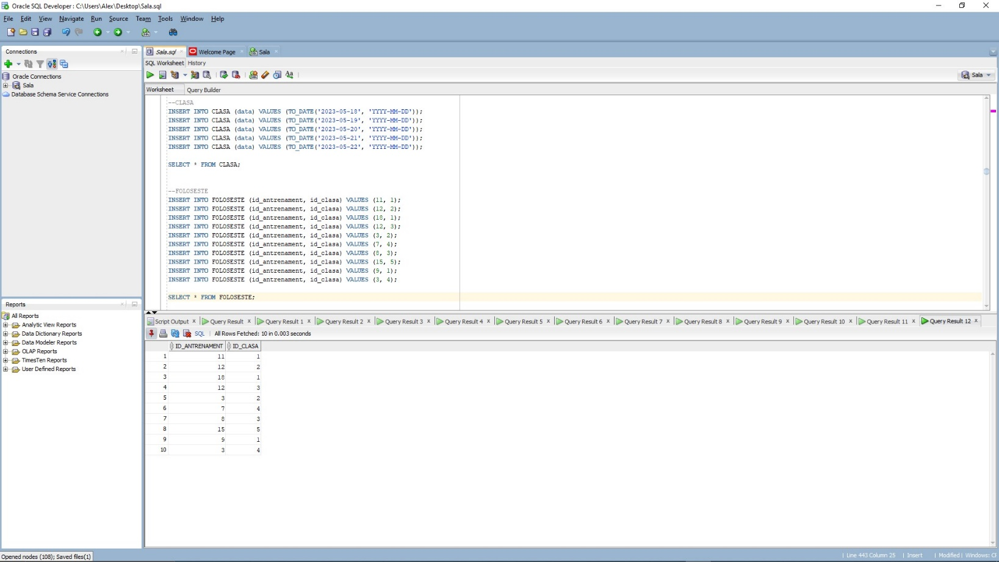 Oracle SQL Developer : C:\Users\Alex\Desktop\Sala.sql
File Edit View Navigate Run Source Team Tools Window Help
Connections
Oracle Connections
Sala
Database Schema Service Connections
Reports
All Reports
Analytic View Reports
Data Dictionary Reports
Data Modeler Reports
OLAP Reports
TimesTen Reports
User Defined Reports
Sala.sql Welcome Page Sala
SQL Worksheet History
Sala
Worksheet Query Builder
--CLASA
INSERT INTO CLASA (data) VALUES (TO_DATE('2023-05-18', 'YYYY-MM-DD'));
INSERT INTO CLASA (data) VALUES (TO_DATE('2023-05-19', 'YYYY-MM-DD'));
INSERT INTO CLASA (data) VALUES (TO_DATE('2023-05-20', 'YYYY-MM-DD'));
INSERT INTO CLASA (data) VALUES (TO_DATE('2023-05-21', 'YYYY-MM-DD'));
INSERT INTO CLASA (data) VALUES (TO_DATE('2023-05-22', 'YYYY-MM-DD'));
SELECT * FROM CLASA;
--FOLOSESTE
INSERT INTO FOLOSESTE (id_antrenament, id_clasa) VALUES (11, 1);
INSERT INTO FOLOSESTE (id_antrenament, id_clasa) VALUES (12, 2);
INSERT INTO FOLOSESTE (id_antrenament, id_clasa) VALUES (18, 1);
INSERT INTO FOLOSESTE (id_antrenament, id_clasa) VALUES (12, 3);
INSERT INTO FOLOSESTE (id_antrenament, id_clasa) VALUES (3, 2);
INSERT INTO FOLOSESTE (id_antrenament, id_clasa) VALUES (7, 4);
INSERT INTO FOLOSESTE (id_antrenament, id_clasa) VALUES (8, 3);
INSERT INTO FOLOSESTE (id_antrenament, id_clasa) VALUES (15, 5);
INSERT INTO FOLOSESTE (id_antrenament, id_clasa) VALUES (9, 1);
INSERT INTO FOLOSESTE (id_antrenament, id_clasa) VALUES (3, 4);
SELECT * FROM FOLOSESTE;
Script Output Query Result Query Result 1 Query Result 2 Query Result 3 Query Result 4 Query Result 5 Query Result 6 Query Result 7 Query Result 8 Query Result 9 Query Result 10 Query Result 11 Query Result 12
SQL | All Rows Fetched: 10 in 0.003 seconds
ID_ANTRENAMENT ID_CLASA
1 11 1
2 12 2
3 18 1
4 12 3
5 3 2
6 7 4
7 8 3
8 15 5
9 9 1
10 3 4
Opened nodes (108); Saved files(1)
| Line 443 Column 25 | Insert | Modified | Windows: Cl